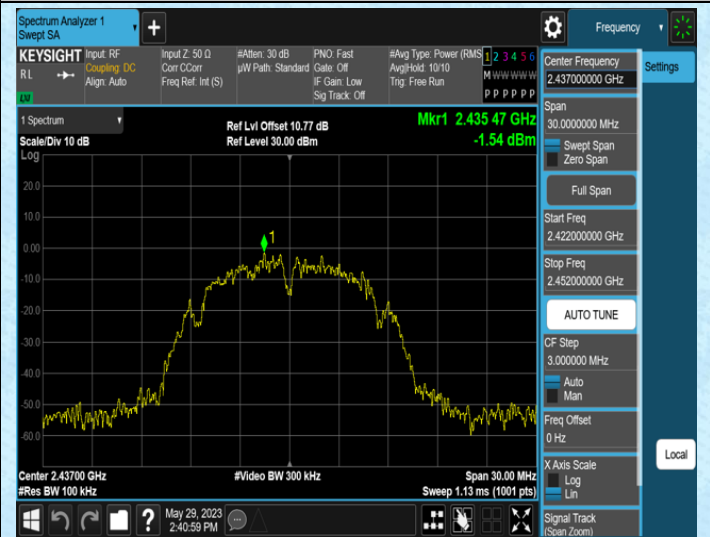 Spectrum Analyzer 1
Swept SA
Frequency
KEYSIGHT
RL
LXI
Input: RF
Coupling: DC
Align: Auto
Input Z: 50 Ω
Corr CCorr
Freq Ref: Int (S)
#Atten: 30 dB
µW Path: Standard
PNO: Fast
Gate: Off
IF Gain: Low
Sig Track: Off
#Avg Type: Power (RMS)
Avg|Hold: 10/10
Trig: Free Run
1 2 3 4 5 6
M W W W W W
P P P P P P
Center Frequency
2.437000000 GHz
Settings
Span
30.0000000 MHz
Swept Span
Zero Span
Full Span
Start Freq
2.422000000 GHz
Stop Freq
2.452000000 GHz
AUTO TUNE
CF Step
3.000000 MHz
Auto
Man
Freq Offset
0 Hz
X Axis Scale
Log
Lin
Signal Track
(Span Zoom)
Local
1 Spectrum
Scale/Div 10 dB
Log
Ref Lvl Offset 10.77 dB
Ref Level 30.00 dBm
Mkr1 2.435 47 GHz
-1.54 dBm
20.0
10.0
0.00
-10.0
-20.0
-30.0
-40.0
-50.0
-60.0
1
Center 2.43700 GHz
#Video BW 300 kHz
Span 30.00 MHz
#Res BW 100 kHz
Sweep 1.13 ms (1001 pts)
?
May 29, 2023
2:40:59 PM